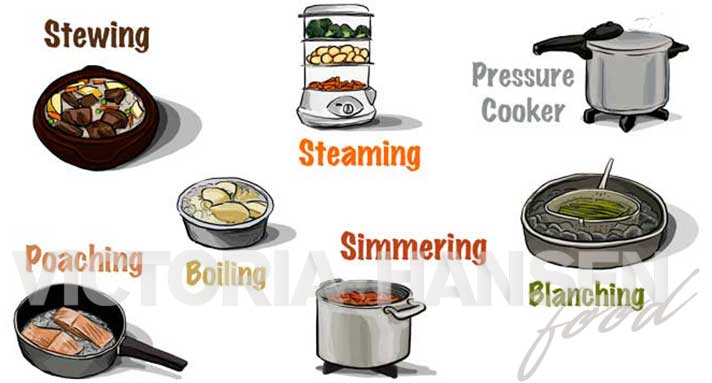 Stewing
Steaming
Pressure
Cooker
Poaching
Boiling
Simmering
Blanching
VICTORIA HANSEN
food